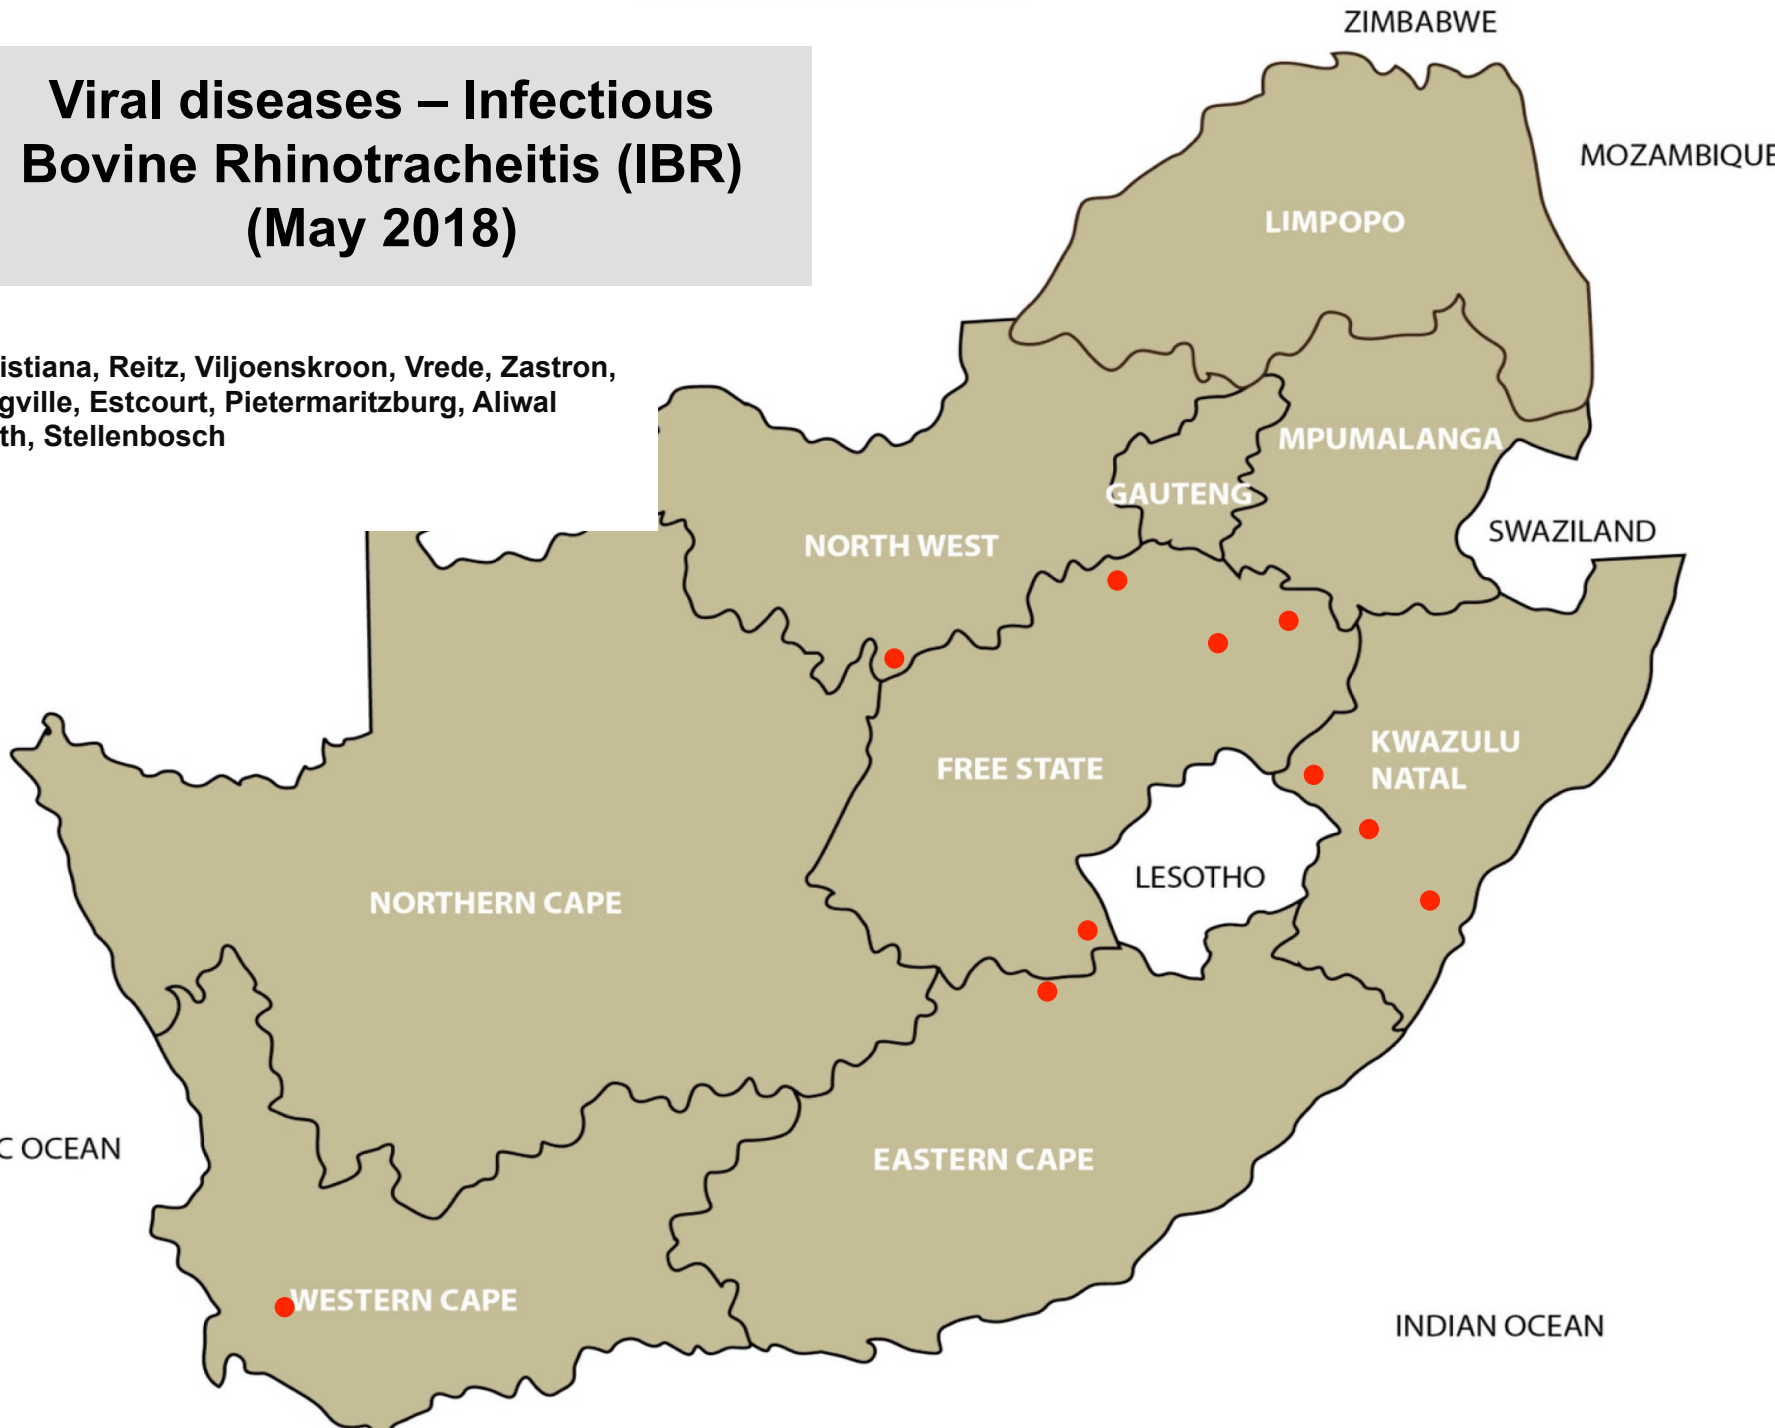 ZIMBABWE
Viral diseases – Infectious
Bovine Rhinotracheitis (IBR)
(May 2018)
MOZAMBIQUE
LIMPOPO
istiana, Reitz, Viljoenskroon, Vrede, Zastron,
gville, Estcourt, Pietermaritzburg, Aliwal
th, Stellenbosch
MPUMALANGA
GAUTENG
SWAZILAND
NORTH WEST
KWAZULU
NATAL
FREE STATE
LESOTHO
NORTHERN CAPE
C OCEAN
EASTERN CAPE
WESTERN CAPE
INDIAN OCEAN